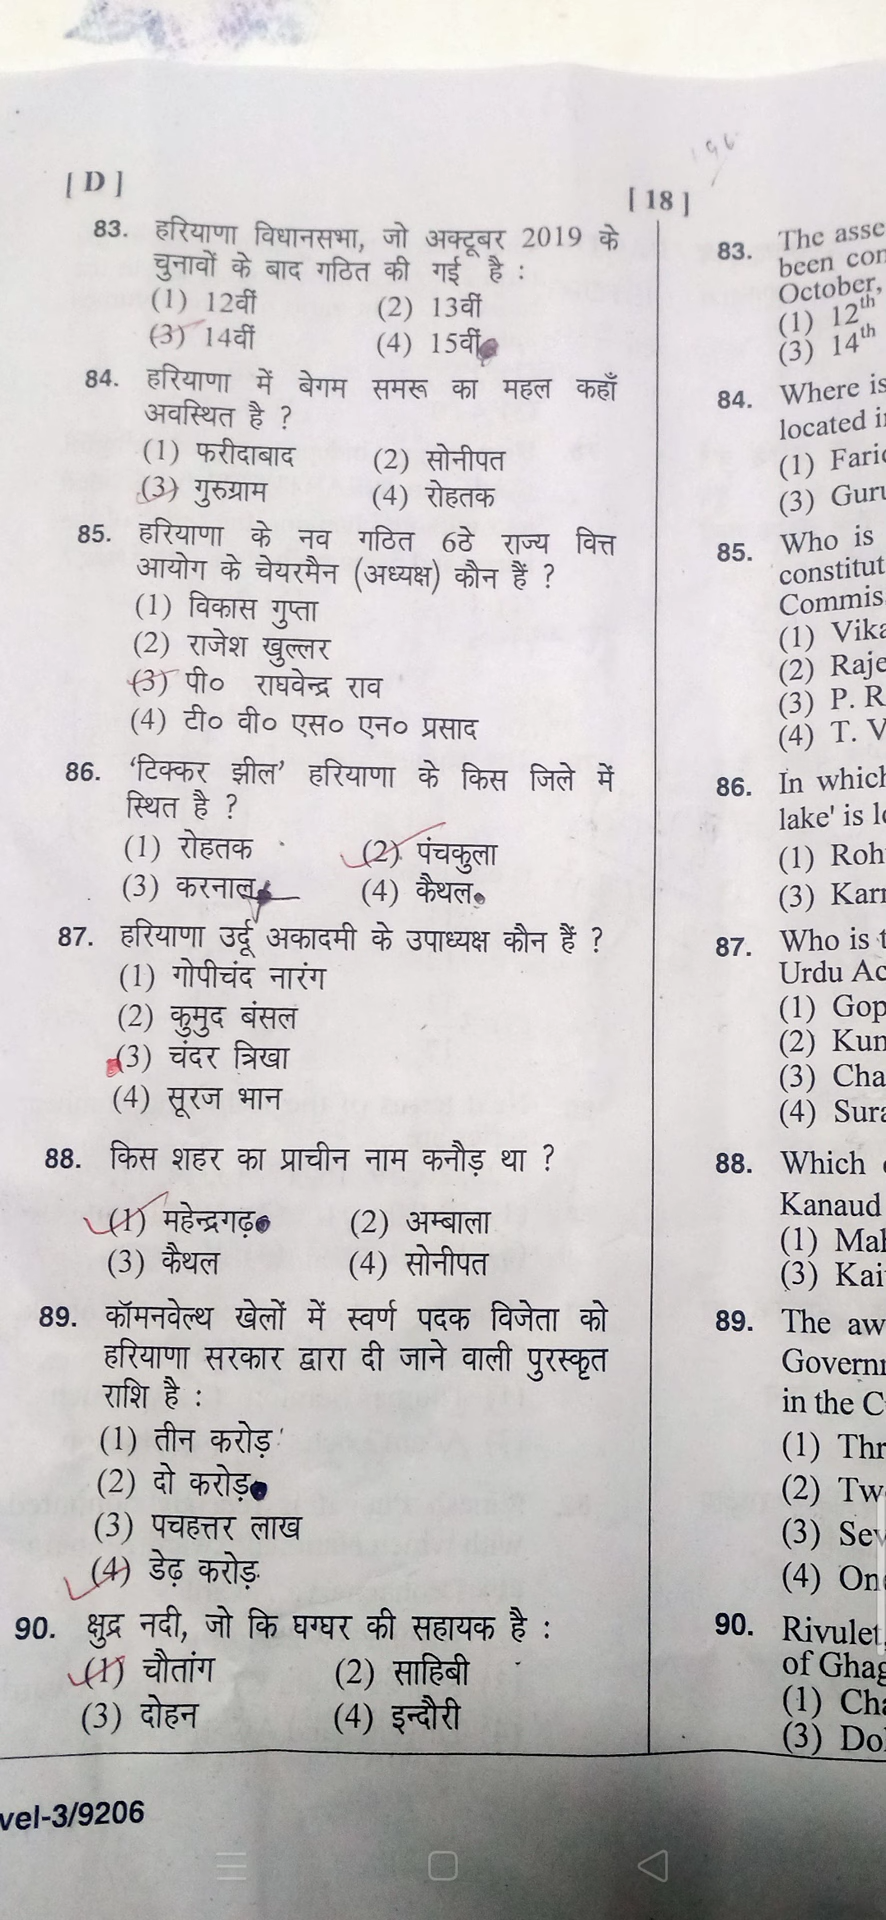 196
[ D ]
[ 18 ]
83. हरियाणा विधानसभा, जो अक्टूबर 2019 के
चुनावों के बाद गठित की गई है :
(1) 12वीं (2) 13वीं
(3) 14वीं (4) 15वीं
84. हरियाणा में बेगम समरू का महल कहाँ
अवस्थित है ?
(1) फरीदाबाद (2) सोनीपत
(3) गुरुग्राम (4) रोहतक
85. हरियाणा के नव गठित 6ठे राज्य वित्त
आयोग के चेयरमैन (अध्यक्ष) कौन हैं ?
(1) विकास गुप्ता
(2) राजेश खुल्लर
(3) पी० राघवेन्द्र राव
(4) टी० वी० एस० एन० प्रसाद
86. 'टिक्कर झील' हरियाणा के किस जिले में
स्थित है ?
(1) रोहतक (2) पंचकुला
(3) करनाल (4) कैथल
87. हरियाणा उर्दू अकादमी के उपाध्यक्ष कौन हैं ?
(1) गोपीचंद नारंग
(2) कुमुद बंसल
(3) चंदर त्रिखा
(4) सूरज भान
88. किस शहर का प्राचीन नाम कनौड़ था ?
(1) महेन्द्रगढ़ (2) अम्बाला
(3) कैथल (4) सोनीपत
89. कॉमनवेल्थ खेलों में स्वर्ण पदक विजेता को
हरियाणा सरकार द्वारा दी जाने वाली पुरस्कृत
राशि है :
(1) तीन करोड़
(2) दो करोड़
(3) पचहत्तर लाख
(4) डेढ़ करोड़
90. क्षुद्र नदी, जो कि घग्घर की सहायक है :
(1) चौतांग (2) साहिबी
(3) दोहन (4) इन्दौरी
83. The asse
been con
October,
(1) 12th
(3) 14th
84. Where is
located i
(1) Fari
(3) Guru
85. Who is
constitut
Commis
(1) Vika
(2) Raje
(3) P. R
(4) T. V
86. In which
lake' is l
(1) Roh
(3) Karn
87. Who is t
Urdu Ac
(1) Gop
(2) Kun
(3) Cha
(4) Sura
88. Which
Kanaud
(1) Mah
(3) Kai
89. The aw
Governm
in the C
(1) Thr
(2) Tw
(3) Sev
(4) One
90. Rivulet,
of Ghag
(1) Cha
(3) Do
vel-3/9206